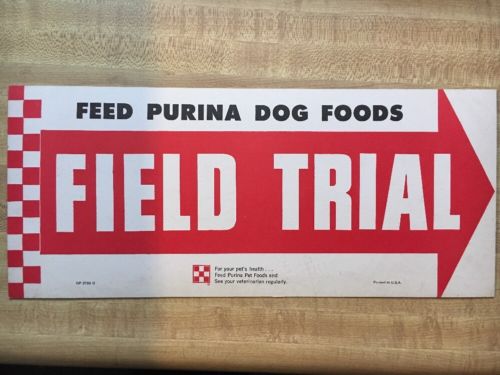 FEED PURINA DOG FOODS
FIELD TRIAL
For your pet's health . . .
Feed Purina Pet Foods and
See your veterinarian regularly.
Printed in U.S.A.